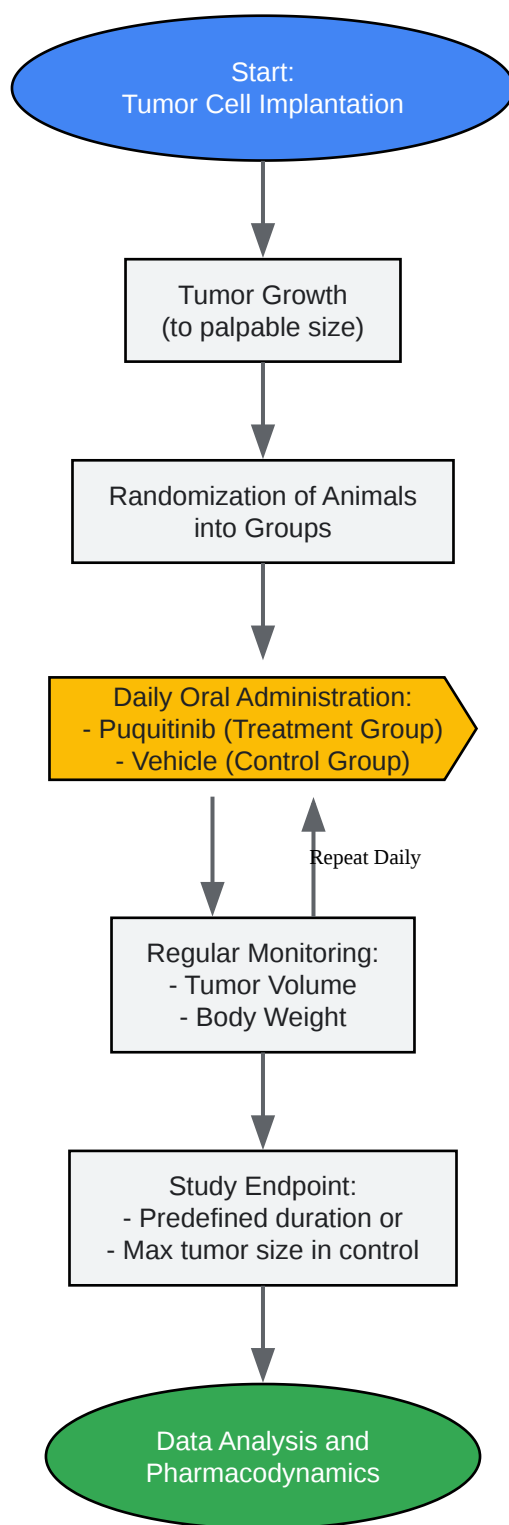 Start:
Tumor Cell Implantation
Tumor Growth
(to palpable size)
Randomization of Animals
into Groups
Daily Oral Administration:
- Puquitinib (Treatment Group)
- Vehicle (Control Group)
Repeat Daily
Regular Monitoring:
- Tumor Volume
- Body Weight
Study Endpoint:
- Predefined duration or
- Max tumor size in control
Data Analysis and
Pharmacodynamics